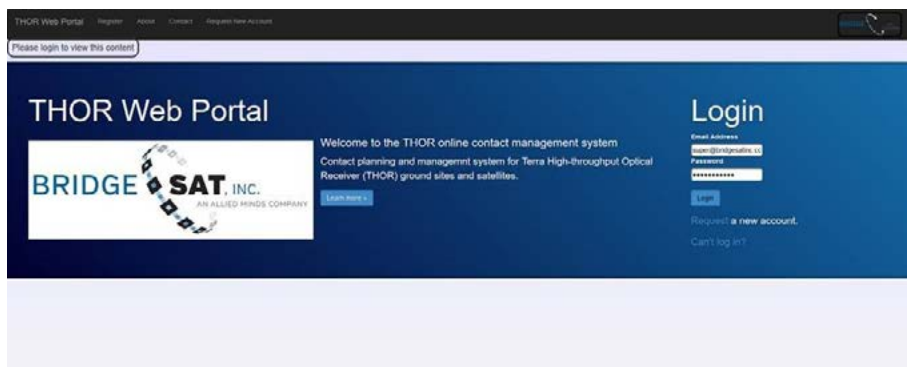 THOR Web Portal Register About Contact Request New Account
Please login to view this content
THOR Web Portal
BRIDGE SAT, INC.
AN ALLIED MINDS COMPANY
Welcome to the THOR online contact management system
Contact planning and managemnt system for Terra High-throughput Optical
Receiver (THOR) ground sites and satellites.
Learn more »
Login
Email Address
super@bridgesatinc.cc
Password
•••••••••••
Login
Request a new account.
Can't log in?